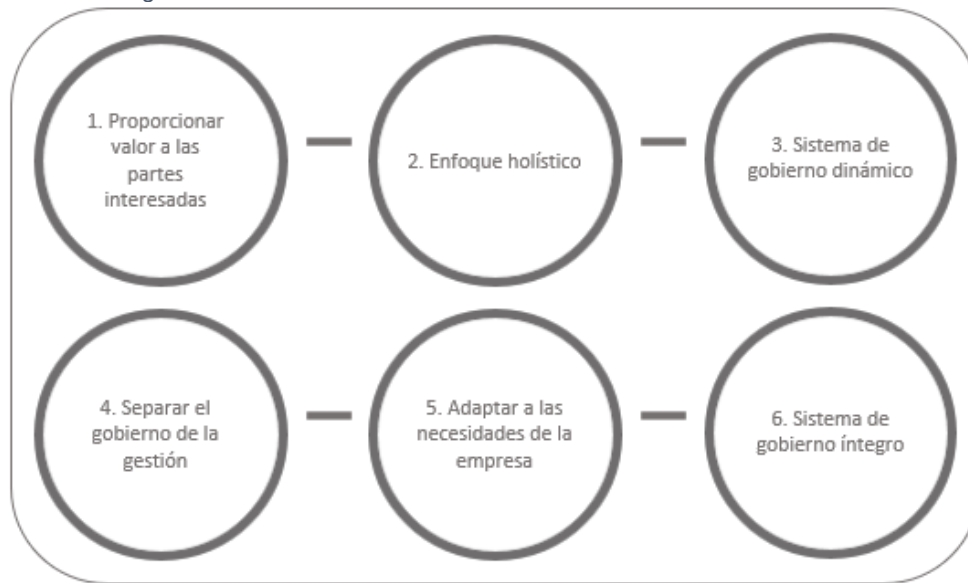 1. Proporcionar
valor a las
partes
interesadas
2. Enfoque holístico
3. Sistema de
gobierno dinámico
4. Separar el
gobierno de la
gestión
5. Adaptar a las
necesidades de la
empresa
6. Sistema de
gobierno íntegro